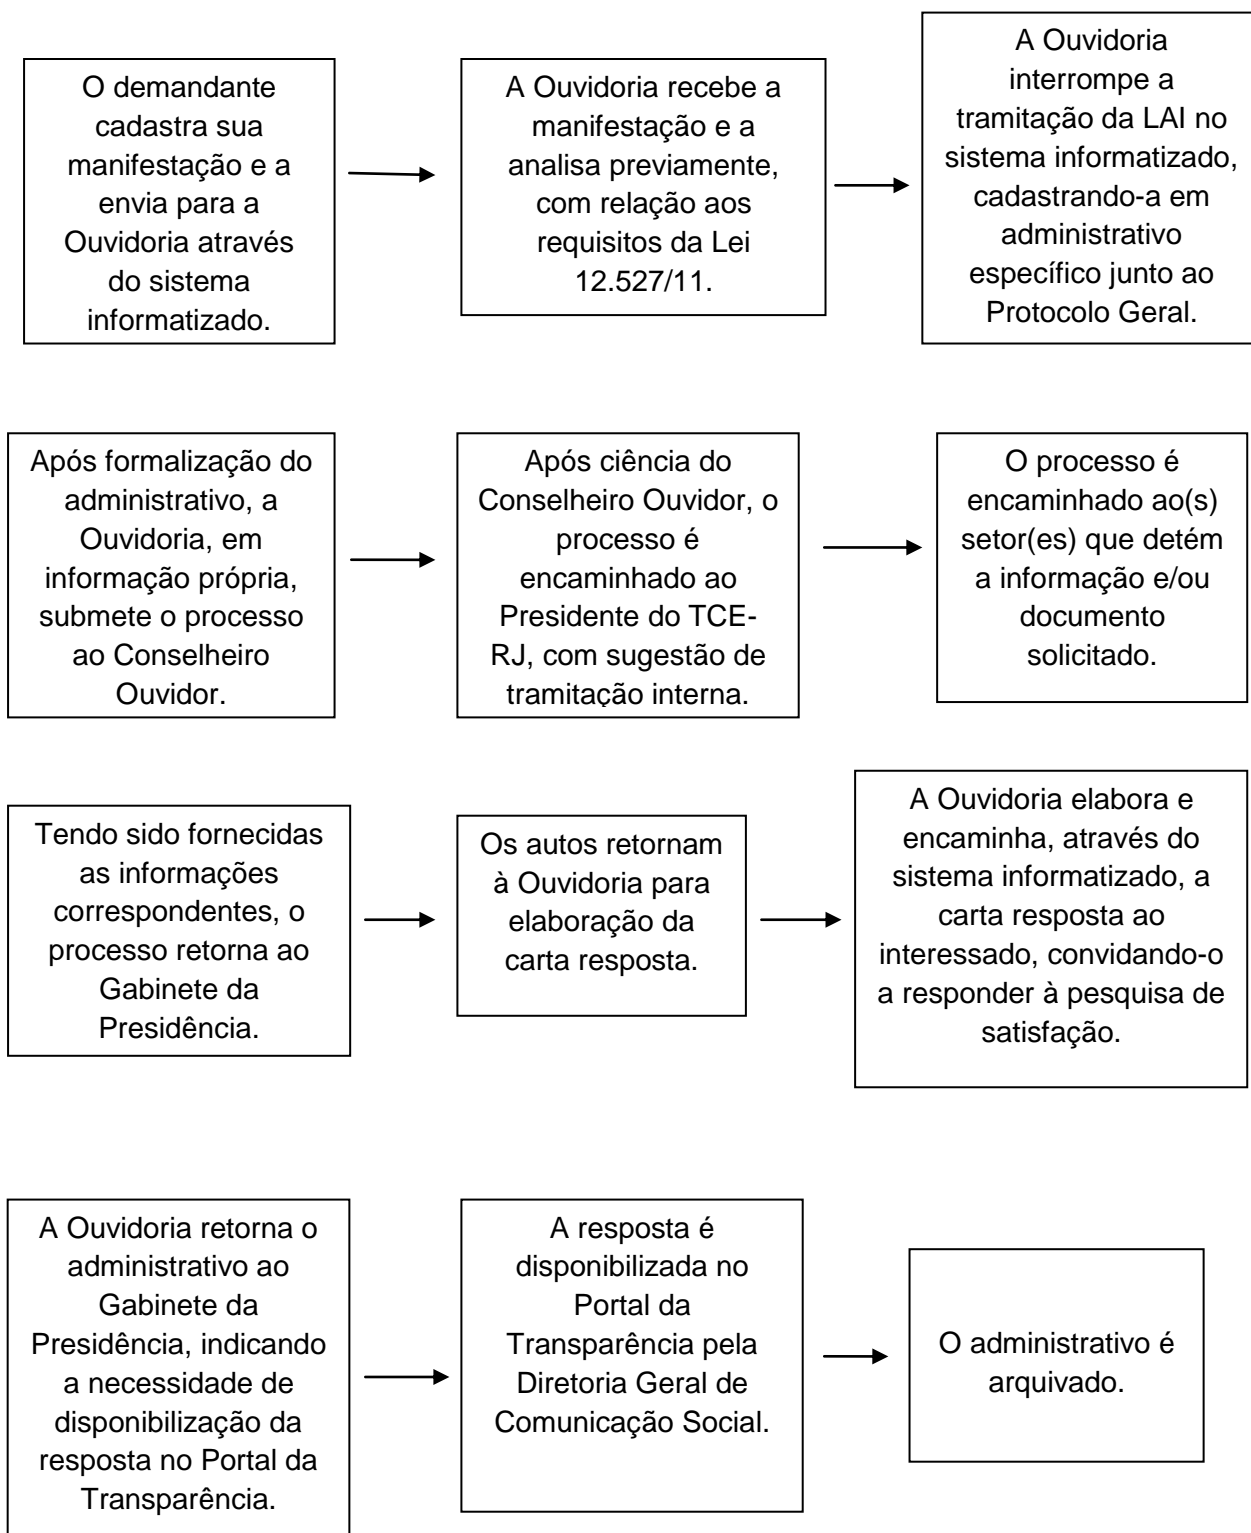 O demandante
cadastra sua
manifestação e a
envia para a
Ouvidoria através
do sistema
informatizado.
A Ouvidoria recebe a
manifestação e a
analisa previamente,
com relação aos
requisitos da Lei
12.527/11.
A Ouvidoria
interrompe a
tramitação da LAI no
sistema informatizado,
cadastrando-a em
administrativo
específico junto ao
Protocolo Geral.
Após formalização do
administrativo, a
Ouvidoria, em
informação própria,
submete o processo
ao Conselheiro
Ouvidor.
Após ciência do
Conselheiro Ouvidor, o
processo é
encaminhado ao
Presidente do TCE-
RJ, com sugestão de
tramitação interna.
O processo é
encaminhado ao(s)
setor(es) que detém
a informação e/ou
documento
solicitado.
Tendo sido fornecidas
as informações
correspondentes, o
processo retorna ao
Gabinete da
Presidência.
Os autos retornam
à Ouvidoria para
elaboração da
carta resposta.
A Ouvidoria elabora e
encaminha, através do
sistema informatizado, a
carta resposta ao
interessado, convidando-o
a responder à pesquisa de
satisfação.
A Ouvidoria retorna o
administrativo ao
Gabinete da
Presidência, indicando
a necessidade de
disponibilização da
resposta no Portal da
Transparência.
A resposta é
disponibilizada no
Portal da
Transparência pela
Diretoria Geral de
Comunicação Social.
O administrativo é
arquivado.